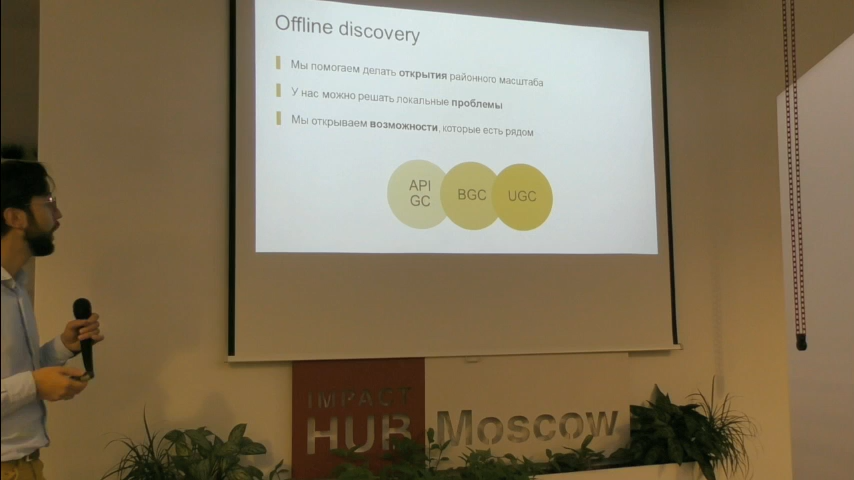 Offline discovery
Мы помогаем делать открытия районного масштаба
У нас можно решать локальные проблемы
Мы открываем возможности, которые есть рядом
API
GC
BGC
UGC
IMPACT
HUB
Moscow